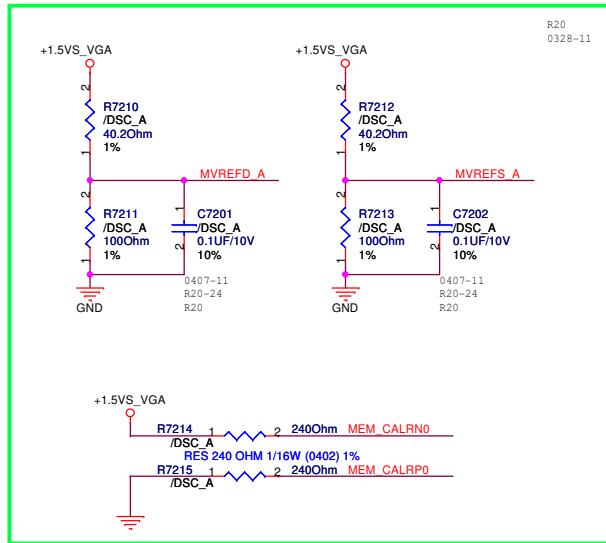 R20
0328-11
+1.5VS_VGA
2
R7210
/DSC_A
40.2Ohm
1%
1
MVREFD_A
2
R7211
/DSC_A
100Ohm
1%
1
1
C7201
/DSC_A
0.1UF/10V
2
10%
0407-11
R20-24
R20
GND
+1.5VS_VGA
2
R7212
/DSC_A
40.2Ohm
1%
1
MVREFS_A
2
R7213
/DSC_A
100Ohm
1%
1
1
C7202
/DSC_A
0.1UF/10V
2
10%
0407-11
R20-24
R20
GND
+1.5VS_VGA
R7214 1 2 240Ohm MEM_CALRN0
/DSC_A
RES 240 OHM 1/16W (0402) 1%
R7215 1 2 240Ohm MEM_CALRP0
/DSC_A